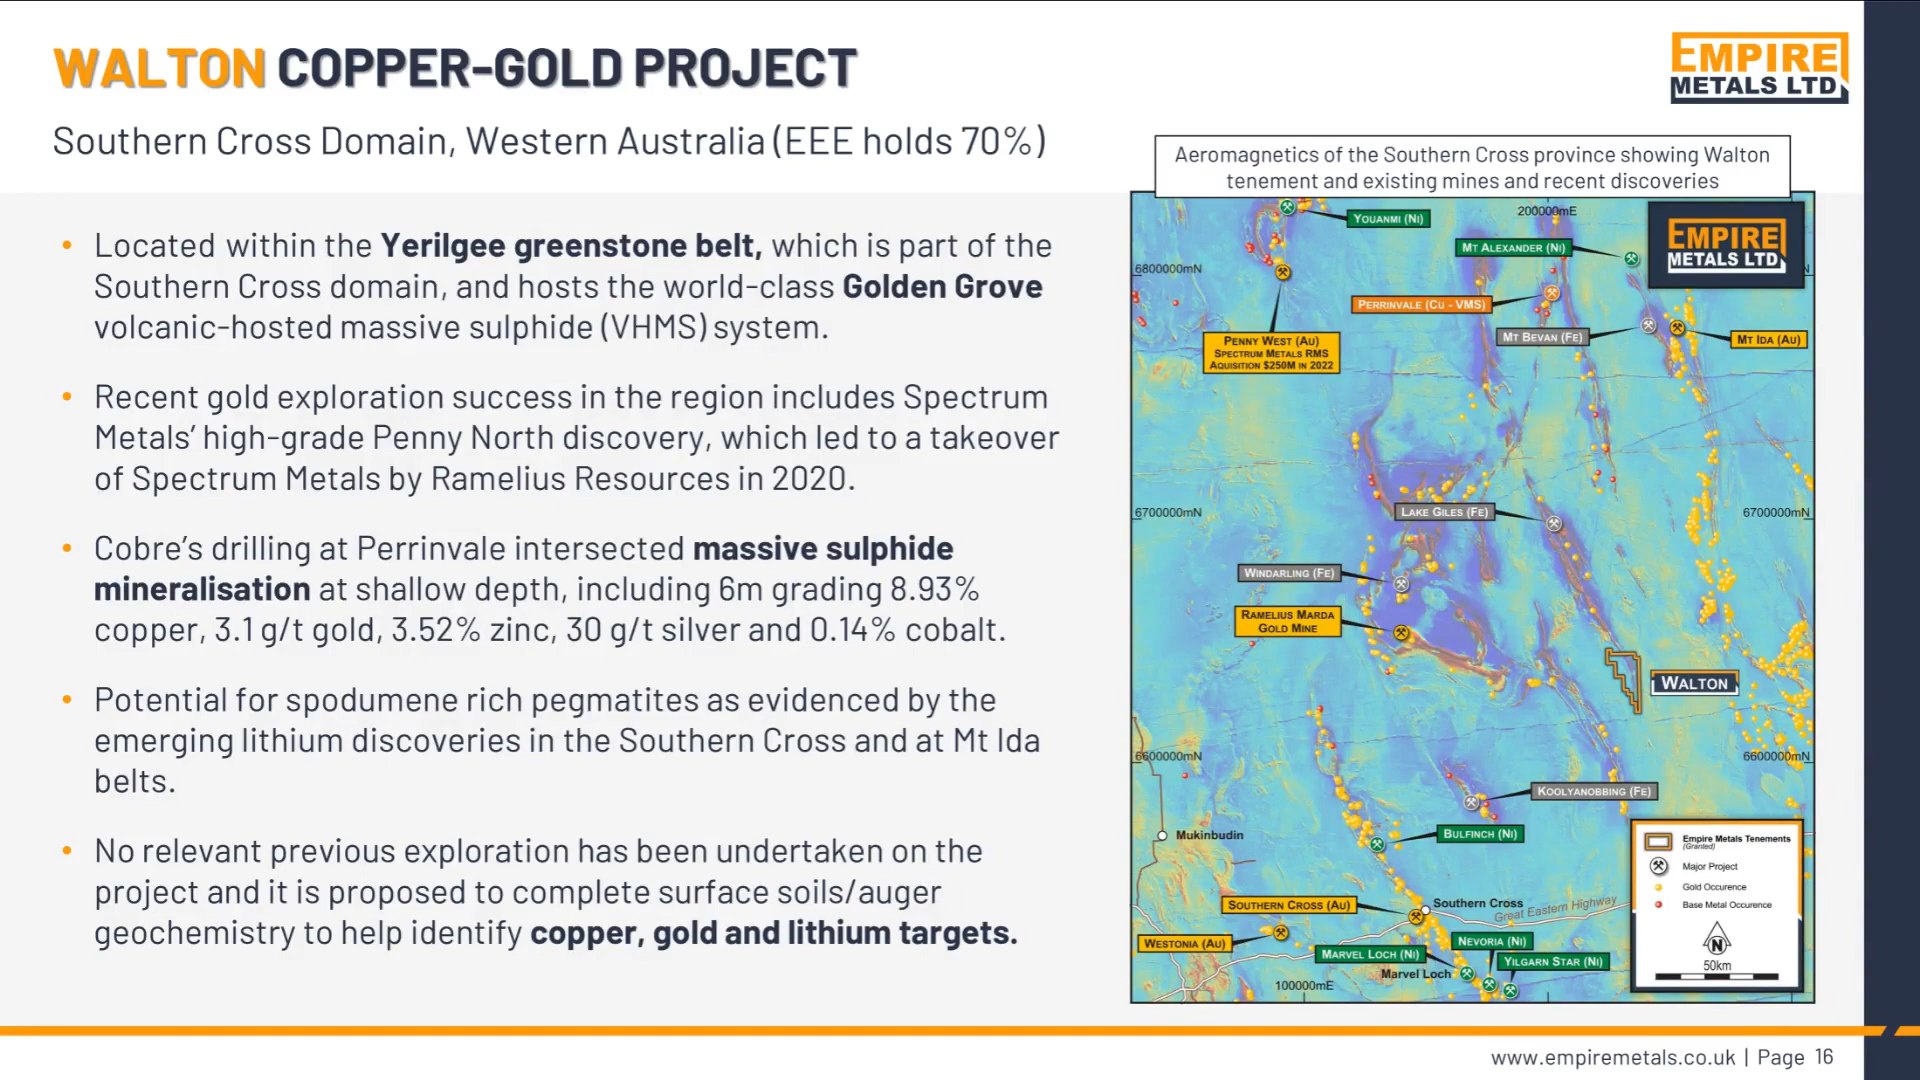 WALTON COPPER-GOLD PROJECT
EMPIRE
METALS LTD
Southern Cross Domain, Western Australia (EEE holds 70%)
Aeromagnetics of the Southern Cross province showing Walton
tenement and existing mines and recent discoveries
• Located within the Yerilgee greenstone belt, which is part of the
Southern Cross domain, and hosts the world-class Golden Grove
volcanic-hosted massive sulphide (VHMS) system.
• Recent gold exploration success in the region includes Spectrum
Metals' high-grade Penny North discovery, which led to a takeover
of Spectrum Metals by Ramelius Resources in 2020.
• Cobre's drilling at Perrinvale intersected massive sulphide
mineralisation at shallow depth, including 6m grading 8.93%
copper, 3.1 g/t gold, 3.52% zinc, 30 g/t silver and 0.14% cobalt.
• Potential for spodumene rich pegmatites as evidenced by the
emerging lithium discoveries in the Southern Cross and at Mt Ida
belts.
• No relevant previous exploration has been undertaken on the
project and it is proposed to complete surface soils/auger
geochemistry to help identify copper, gold and lithium targets.
YOUANMI (NI)
200000mE
MT ALEXANDER (NI)
EMPIRE
METALS LTD
6800000mN
N
PERRINVALE (CU - VMS)
MT BEVAN (FE)
MT IDA (AU)
PENNY WEST (AU)
SPECTRUM METALS RMS
AQUISITION $250M IN 2022
LAKE GILES (FE)
6700000mN
6700000mN
WINDARLING (FE)
RAMELIUS MARDA
GOLD MINE
WALTON
6600000mN
6600000mN
KOOLYANOBBING (FE)
Mukinbudin
BULFINCH (NI)
SOUTHERN CROSS (AU)
Southern Cross
Great Eastern Highway
WESTONIA (AU)
MARVEL LOCH (NI)
NEVORIA (NI)
YILGARN STAR (NI)
Marvel Loch
100000mE
Empire Metals Tenements
(Granted)
Major Project
Gold Occurence
Base Metal Occurence
N
50km
www.empiremetals.co.uk | Page 16